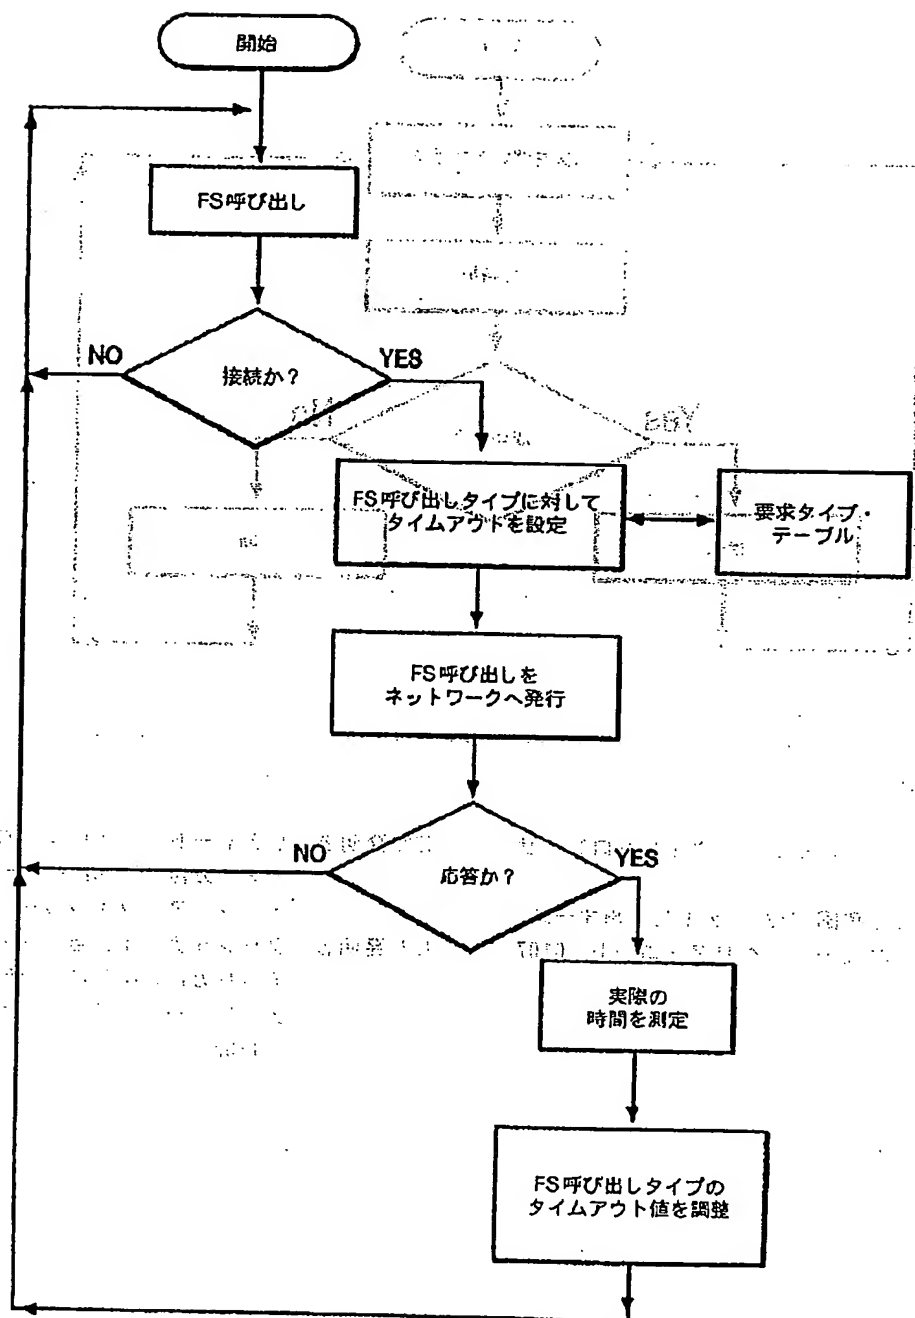 開始
FS呼び出し
NO
接続か？
YES
FS呼び出しタイプに対して
タイムアウトを設定
要求タイプ・
テーブル
FS呼び出しを
ネットワークへ発行
NO
応答か？
YES
実際の
時間を測定
FS呼び出しタイプの
タイムアウト値を調整